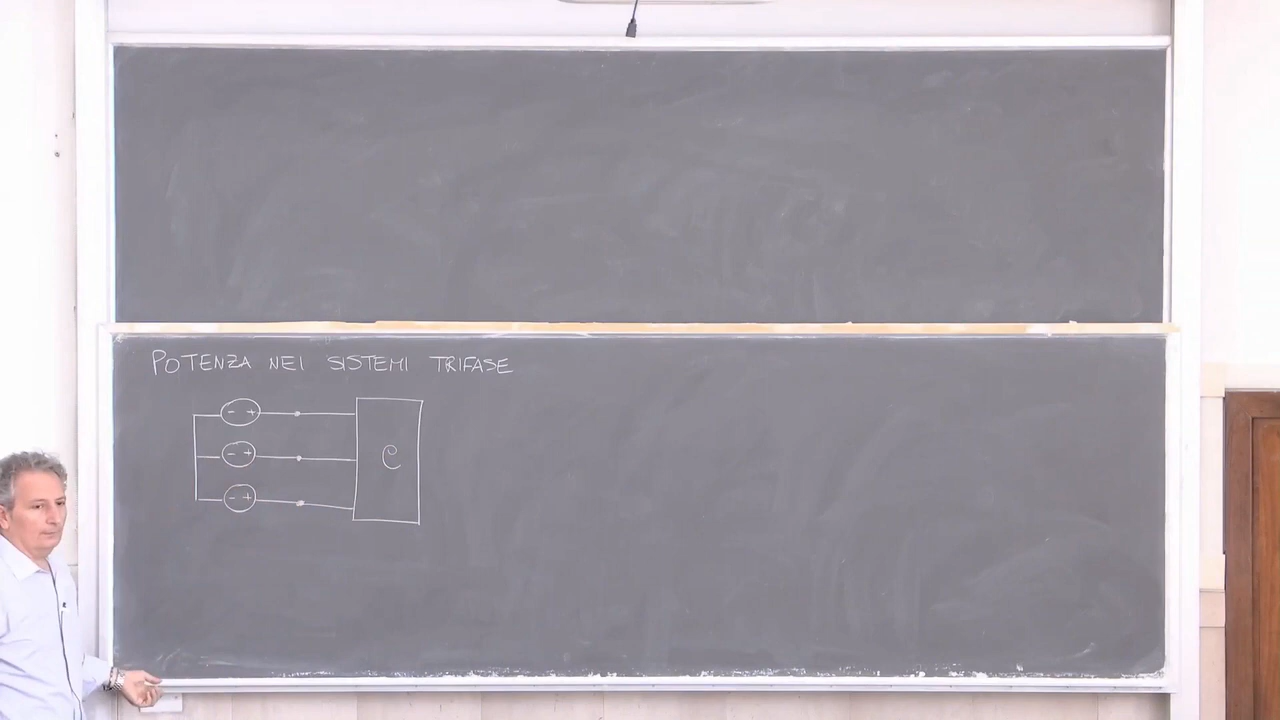 POTENZA NEI SISTEMI TRIFASE
- +
- + C
- +